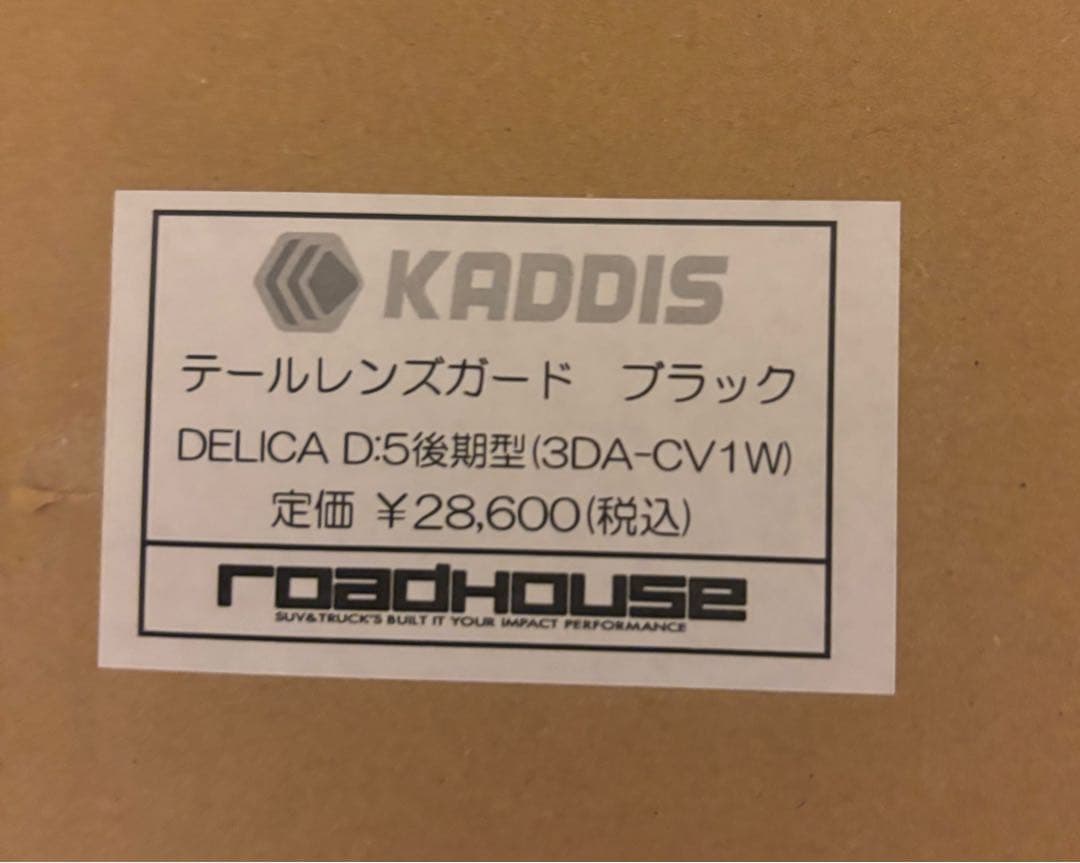 KADDIS
テールレンズガード　ブラック
DELICA D:5後期型(3DA-CV1W)
定価 ￥28,600(税込)
roadHouse
SUV&TRUCK'S BUILT IT YOUR IMPACT PERFORMANCE